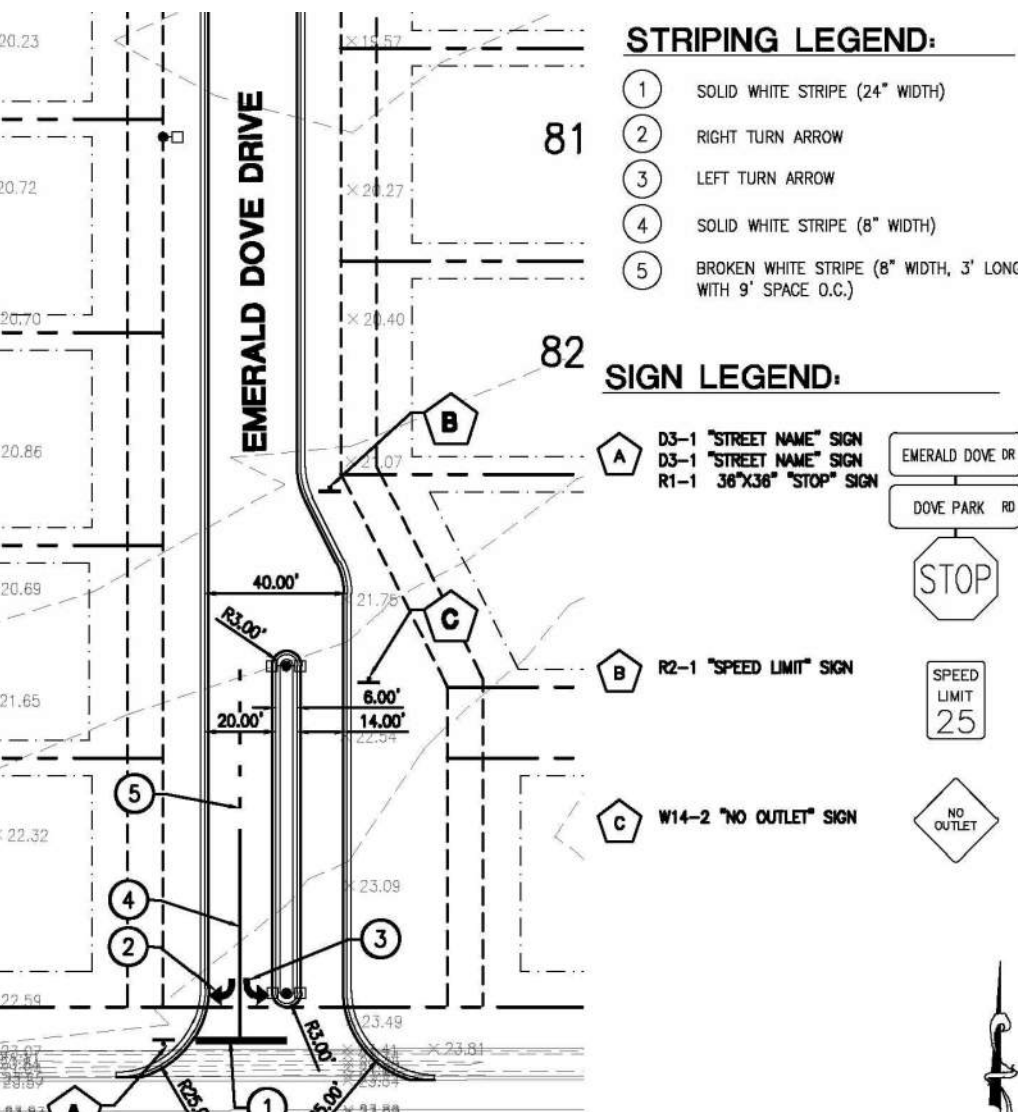 20.23
19.57
81
20.72
EMERALD DOVE DRIVE
20.27
20.70
20.40
82
20.86
B
21.07
20.69
40.00'
21.75
R3.00'
C
21.65
6.00'
20.00'
14.00'
22.54
5
22.32
4
23.09
2
3
22.59
23.49
R3.00'
23.81
A
1
STRIPING LEGEND:
1 SOLID WHITE STRIPE (24" WIDTH)
2 RIGHT TURN ARROW
3 LEFT TURN ARROW
4 SOLID WHITE STRIPE (8" WIDTH)
5 BROKEN WHITE STRIPE (8" WIDTH, 3' LONG
WITH 9' SPACE O.C.)
SIGN LEGEND:
A D3-1 "STREET NAME" SIGN
D3-1 "STREET NAME" SIGN
R1-1 36"X36" "STOP" SIGN
EMERALD DOVE DR
DOVE PARK RD
STOP
B R2-1 "SPEED LIMIT" SIGN
SPEED
LIMIT
25
C W14-2 "NO OUTLET" SIGN
NO
OUTLET